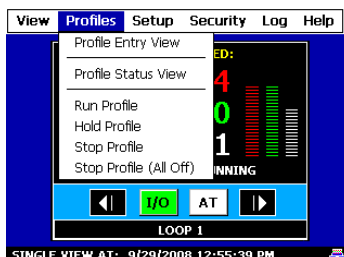 View Profiles Setup Security Log Help
Profile Entry View
ED:
Profile Status View
4
Run Profile
0
Hold Profile
Stop Profile
1
Stop Profile (All Off)
NNING
I/O AT
LOOP 1
SINGLE VIEW AT: 9/29/2008 12:55:39 PM